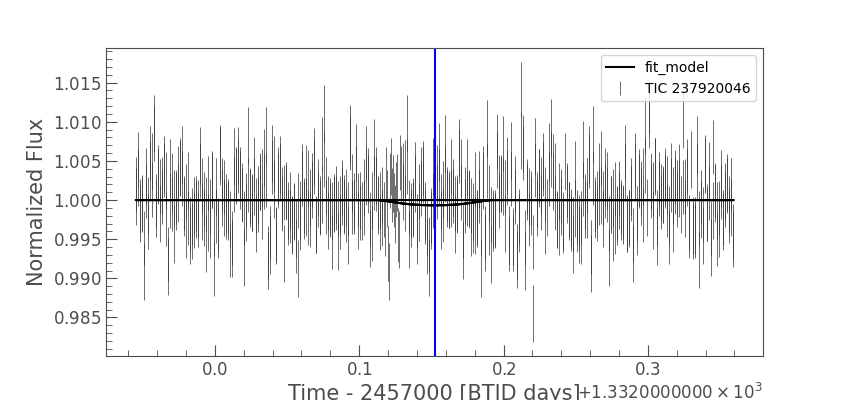 fit_model
TIC 237920046
1.015
1.010
1.005
1.000
0.995
0.990
0.985
Normalized Flux
0.0 0.1 0.2 0.3
Time - 2457000 [BTJD days]
+1.3320000000 × 10³